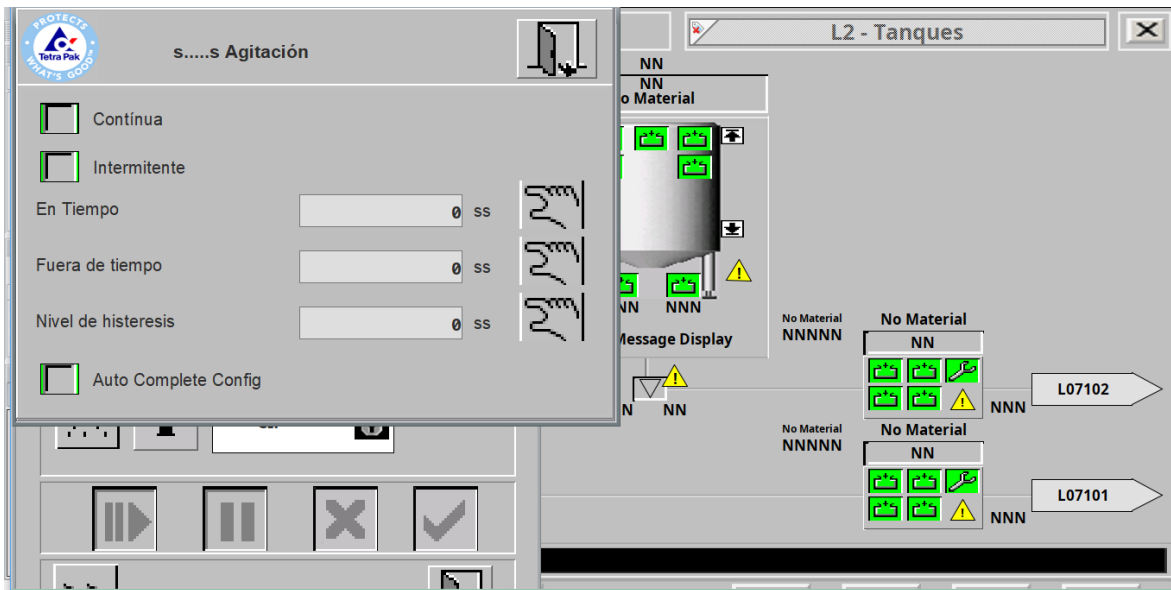 PROTECTS
WHAT'S GOOD
Tetra Pak
s.....s Agitación
Contínua
Intermitente
En Tiempo
0 ss
Fuera de tiempo
0 ss
Nivel de histeresis
0 ss
Auto Complete Config
L2 - Tanques
NN
NN
o Material
NN NNN
Message Display
N NN
No Material
NNNNN
No Material
NN
NNN
L07102
No Material
NNNNN
No Material
NN
NNN
L07101